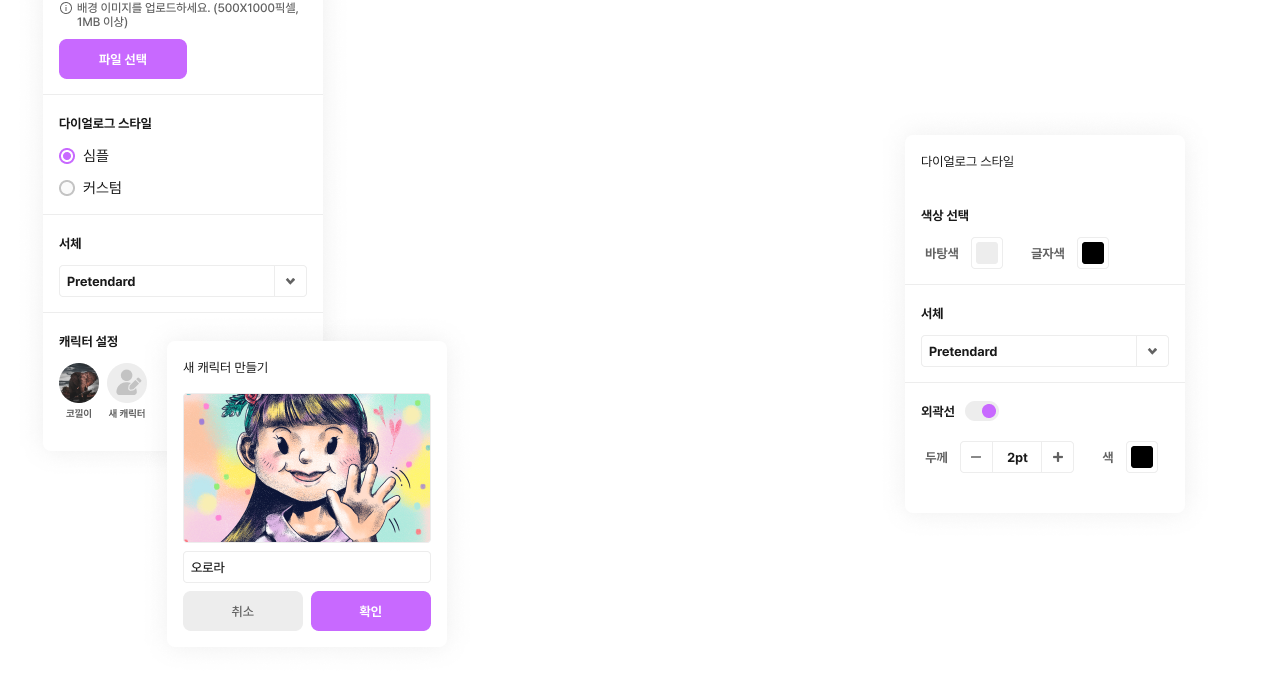 배경 이미지를 업로드하세요. (500X1000픽셀,
1MB 이상)
파일 선택
다이얼로그 스타일
심플
커스텀
서체
Pretendard
캐릭터 설정
코낄이
새 캐릭터
새 캐릭터 만들기
오로라
취소
확인
다이얼로그 스타일
색상 선택
바탕색
글자색
서체
Pretendard
외곽선
두께
2pt
색